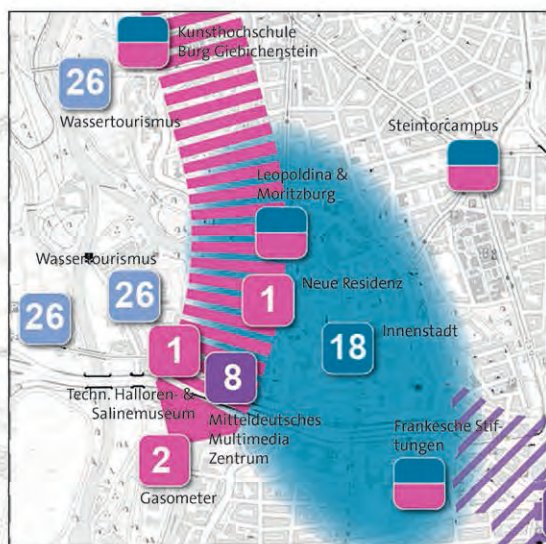 Kunsthochschule
Burg Giebichenstein
26
Wassertourismus
Steintorcampus
Leopoldina &
Moritzburg
Wassertourismus
26
26
1
Neue Residenz
18
Innenstadt
1
8
Techn. Halloren- &
Salinemuseum
Mitteldeutsches
Multimedia
Zentrum
2
Gasometer
Frankesche Stif-
tungen